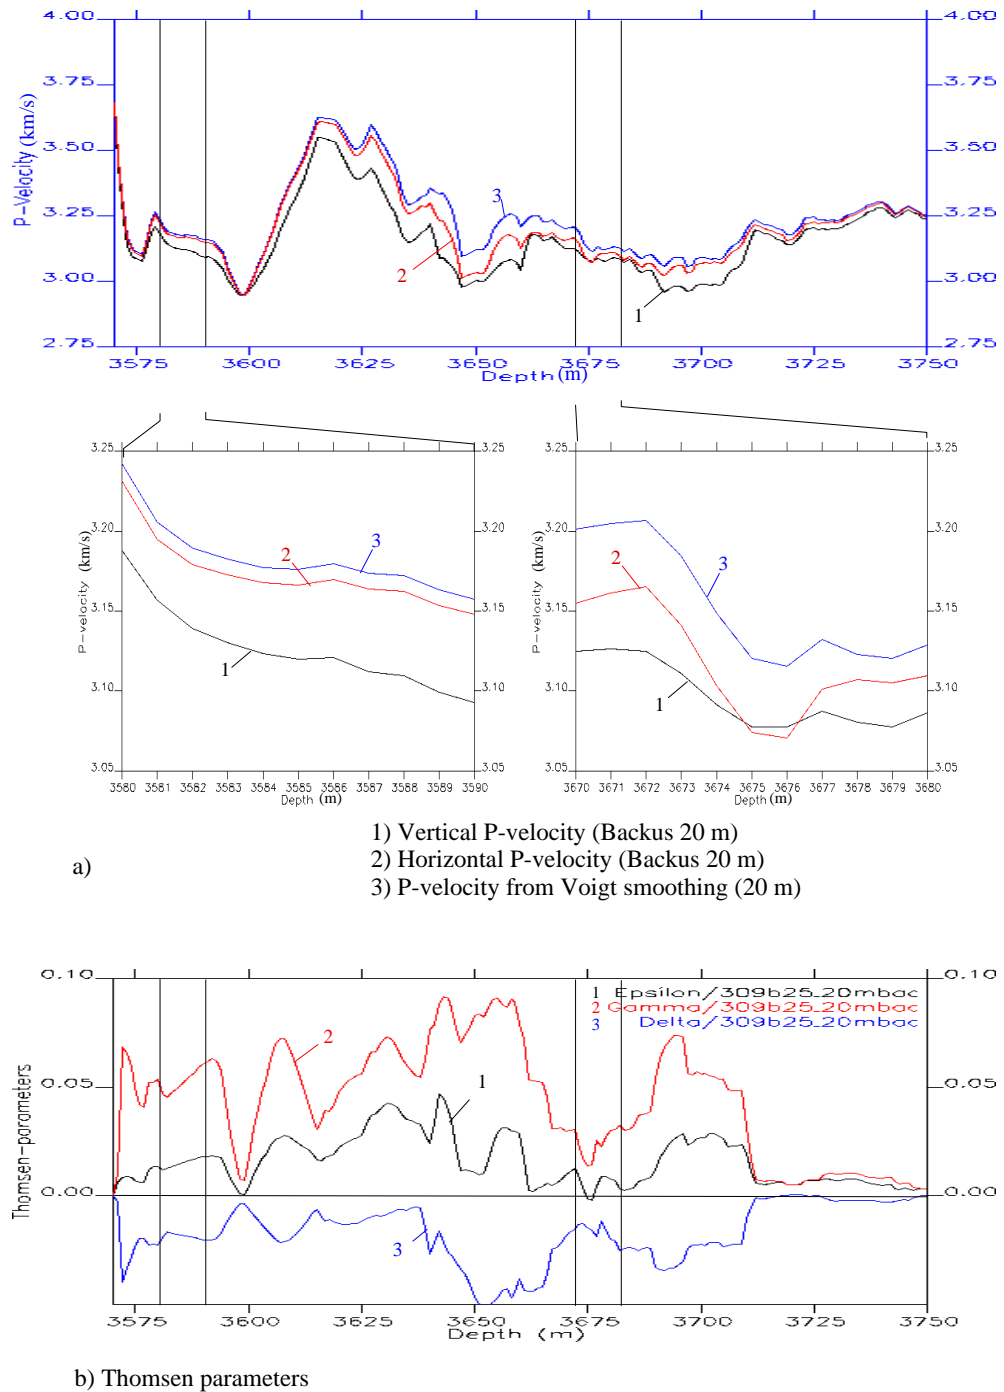 4.00 4.00
3.75 3.75
3.50 3.50
3.25 3.25
3.00 3.00
2.75 2.75
P-Velocity (km/s)
3
2
1
3575 3600 3625 3650 3675 3700 3725 3750
Depth(m)
3.25 3.25 3.25 3.25
3.20 3.20 3.20 3.20
3.15 3.15 3.15 3.15
3.10 3.10 3.10 3.10
3.05 3.05 3.05 3.05
P-velocity (km/s) P-velocity (km/s)
2 3 2 3
1 1
3580 3581 3582 3583 3584 3585 3586 3587 3588 3589 3590 3670 3671 3672 3673 3674 3675 3676 3677 3678 3679 3680
Depth (m) Depth (m)
1) Vertical P-velocity (Backus 20 m)
a) 2) Horizontal P-velocity (Backus 20 m)
3) P-velocity from Voigt smoothing (20 m)
0.10 0.10
1 Epsilon/309b25_20mbac
2 Gamma/309b25_20mbac
3 Delta/309b25_20mbac
2
1
0.05 0.05
Thomsen-parameters
0.00 0.00
3
3575 3600 3625 3650 3675 3700 3725 3750
Depth (m)
b) Thomsen parameters